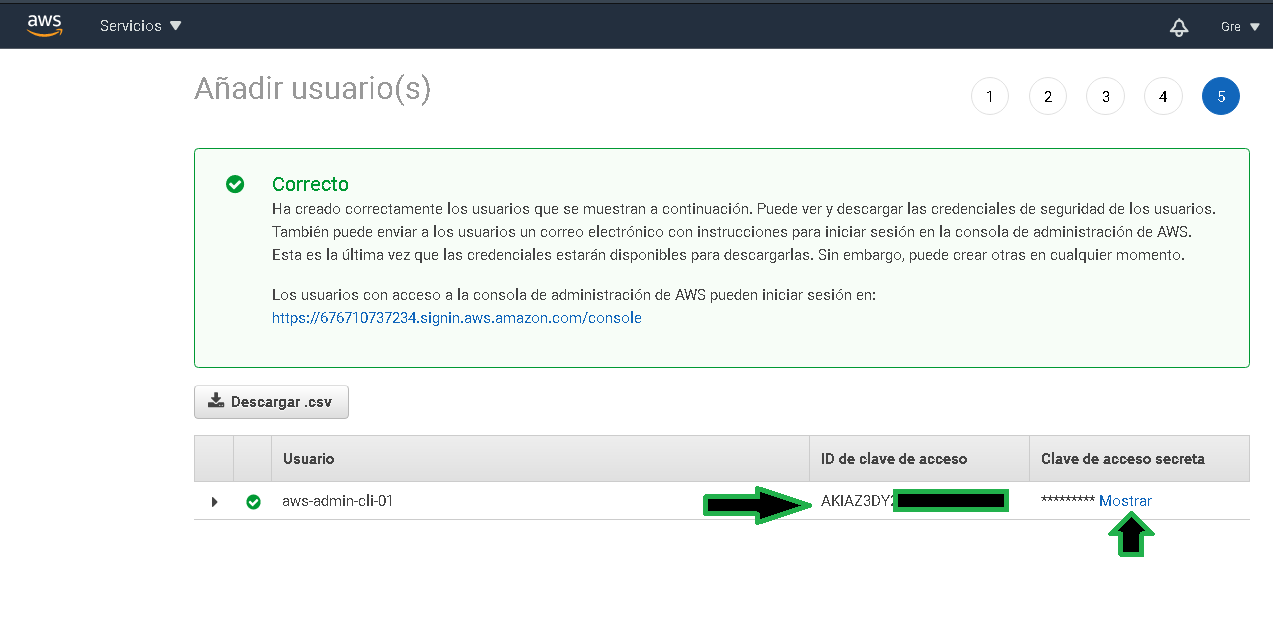 aws Servicios Gre
Añadir usuario(s)
1 2 3 4 5
Correcto
Ha creado correctamente los usuarios que se muestran a continuación. Puede ver y descargar las credenciales de seguridad de los usuarios.
También puede enviar a los usuarios un correo electrónico con instrucciones para iniciar sesión en la consola de administración de AWS.
Esta es la última vez que las credenciales estarán disponibles para descargarlas. Sin embargo, puede crear otras en cualquier momento.
Los usuarios con acceso a la consola de administración de AWS pueden iniciar sesión en:
https://676710737234.signin.aws.amazon.com/console
Descargar .csv
Usuario ID de clave de acceso Clave de acceso secreta
aws-admin-cli-01 AKIAZ3DY2 ********* Mostrar